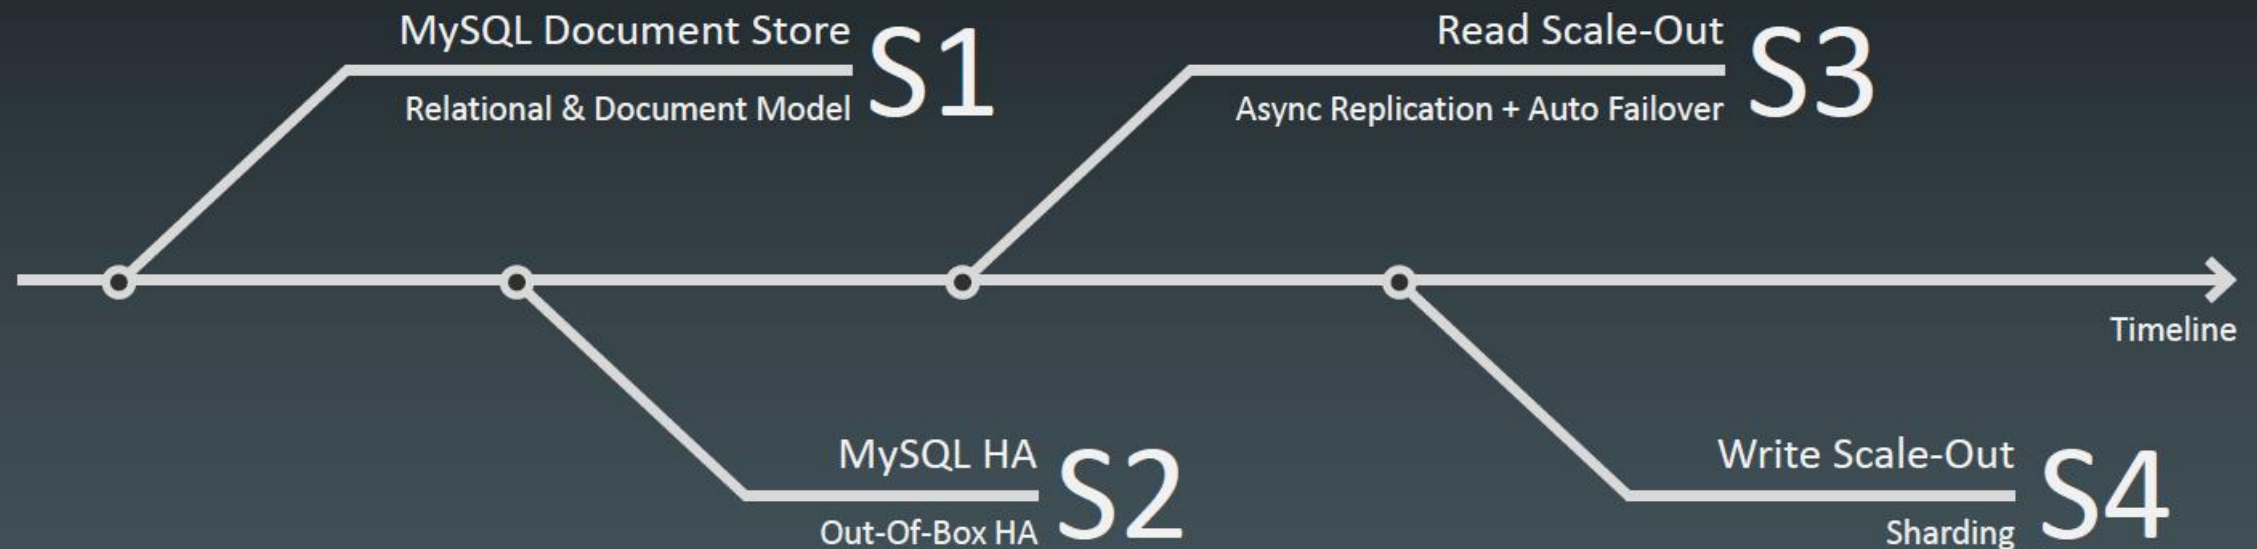 MySQL Document Store
Relational & Document Model
S1
Read Scale-Out
Async Replication + Auto Failover
S3
Timeline
MySQL HA
Out-Of-Box HA
S2
Write Scale-Out
Sharding
S4